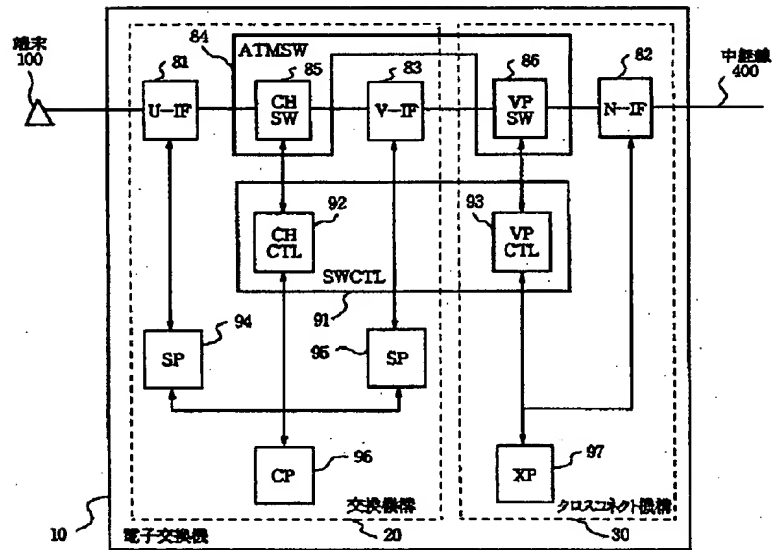 端末
100
84
ATMSW
81
85
83
86
82
中継線
400
U-IF
CH
SW
V-IF
VP
SW
N-IF
92
CH
CTL
93
VP
CTL
SWCTL
91
94
SP
95
SP
CP
96
XP
97
10
電子交換機
交換機構
20
クロスコネクト機構
30